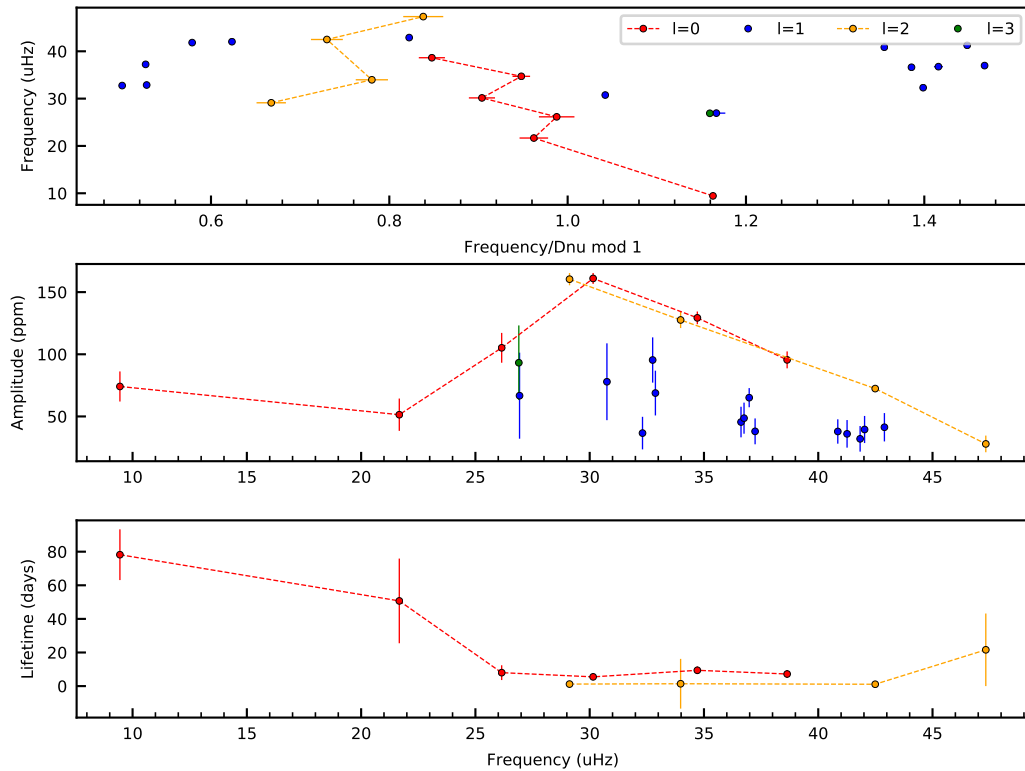 l=0 l=1 l=2 l=3
Frequency (uHz)
40
30
20
10
0.6 0.8 1.0 1.2 1.4
Frequency/Dnu mod 1
Amplitude (ppm)
150
100
50
10 15 20 25 30 35 40 45
Lifetime (days)
80
60
40
20
0
10 15 20 25 30 35 40 45
Frequency (uHz)